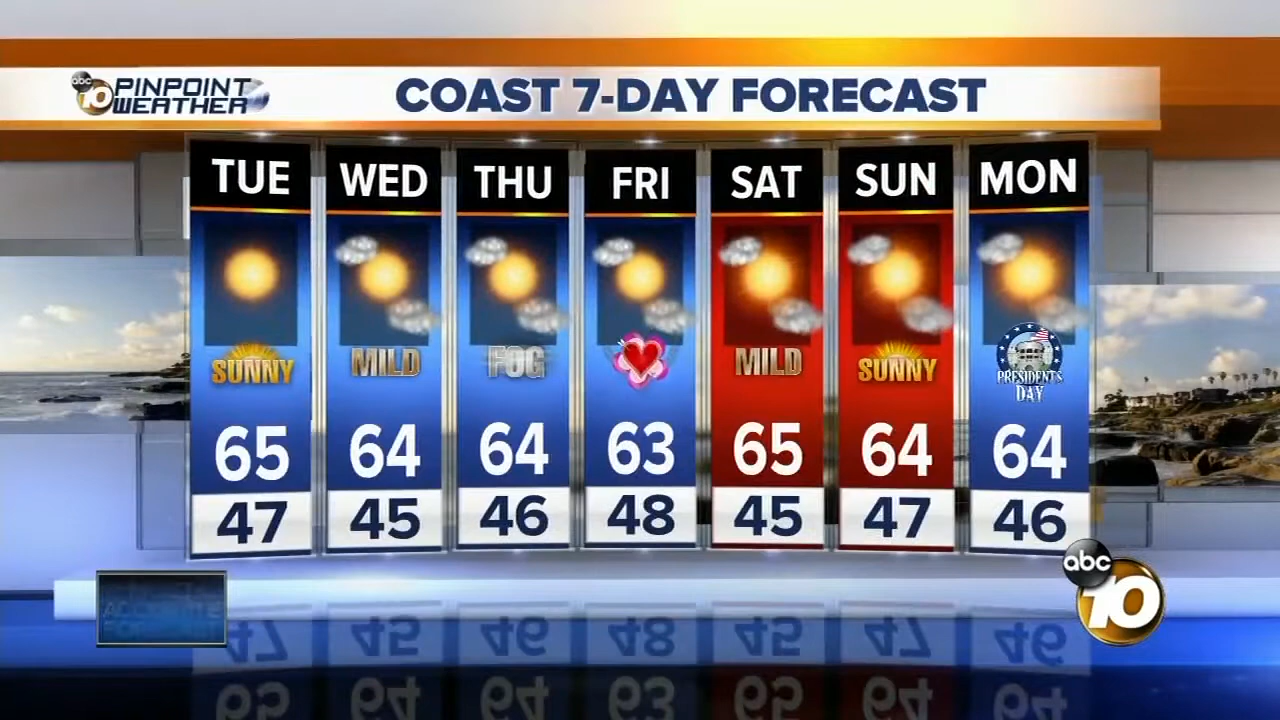 abc 10 PINPOINT WEATHER
COAST 7-DAY FORECAST
TUE WED THU FRI SAT SUN MON
SUNNY MILD FOG MILD SUNNY PRESIDENTS DAY
65 64 64 63 65 64 64
47 45 46 48 45 47 46
abc 10